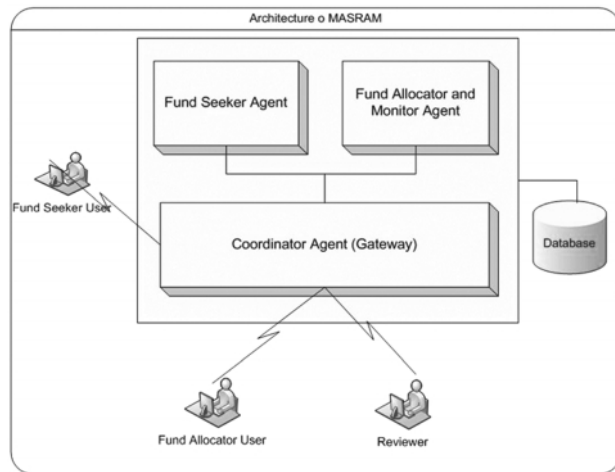 Architecture o MASRAM
Fund Seeker Agent
Fund Allocator and
Monitor Agent
Fund Seeker User
Coordinator Agent (Gateway)
Database
Fund Allocator User
Reviewer